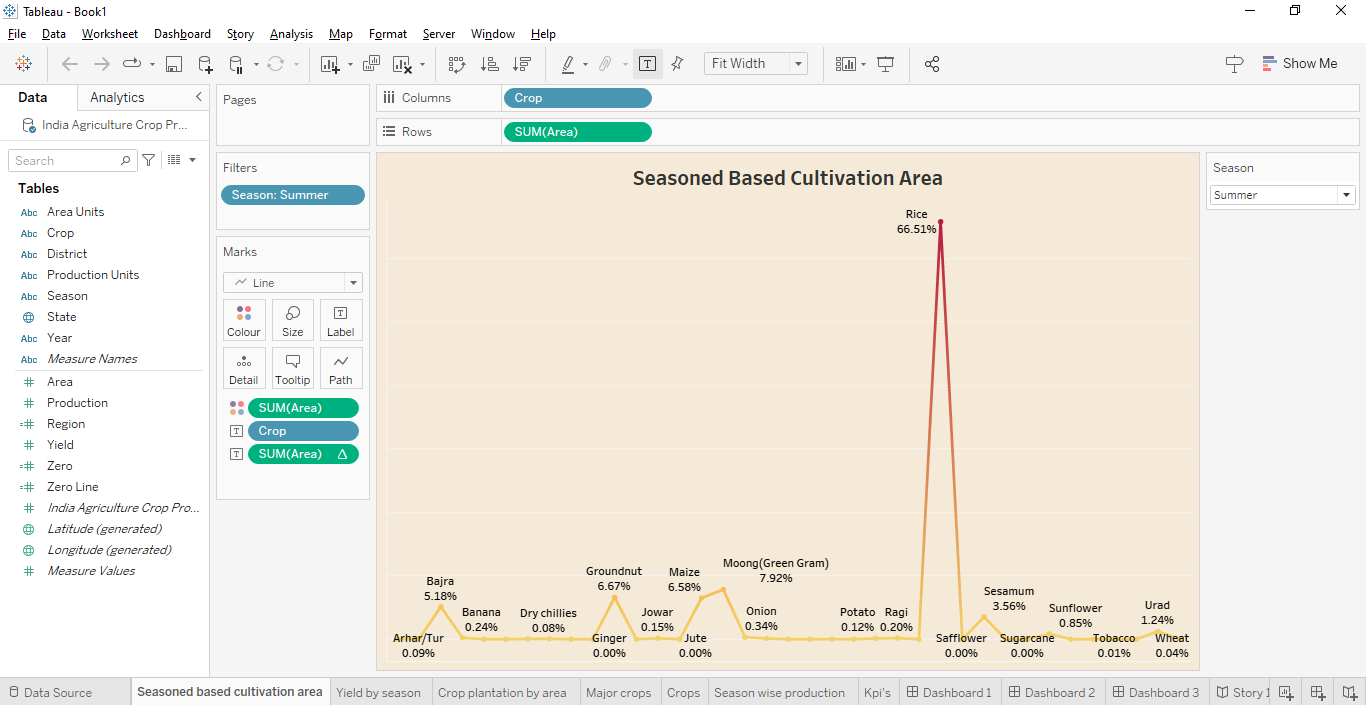 Tableau - Book1
File Data Worksheet Dashboard Story Analysis Map Format Server Window Help
Fit Width
Show Me
Data Analytics
India Agriculture Crop Pr...
Search
Tables
Abc Area Units
Abc Crop
Abc District
Abc Production Units
Abc Season
State
Abc Year
Abc Measure Names
# Area
# Production
=# Region
# Yield
=# Zero
=# Zero Line
# India Agriculture Crop Pro...
Latitude (generated)
Longitude (generated)
# Measure Values
Pages
Filters
Season: Summer
Marks
Line
Colour Size Label
Detail Tooltip Path
SUM(Area)
Crop
SUM(Area)
Columns Crop
Rows SUM(Area)
Seasoned Based Cultivation Area
Rice
66.51%
Bajra
5.18%
Groundnut
6.67%
Maize
6.58%
Moong(Green Gram)
7.92%
Banana
0.24%
Dry chillies
0.08%
Jowar
0.15%
Onion
0.34%
Potato
0.12%
Ragi
0.20%
Sesamum
3.56%
Sunflower
0.85%
Urad
1.24%
Arhar/Tur
0.09%
Ginger
0.00%
Jute
0.00%
Safflower
0.00%
Sugarcane
0.00%
Tobacco
0.01%
Wheat
0.04%
Season
Summer
Data Source Seasoned based cultivation area Yield by season Crop plantation by area Major crops Crops Season wise production Kpi's Dashboard 1 Dashboard 2 Dashboard 3 Story 1